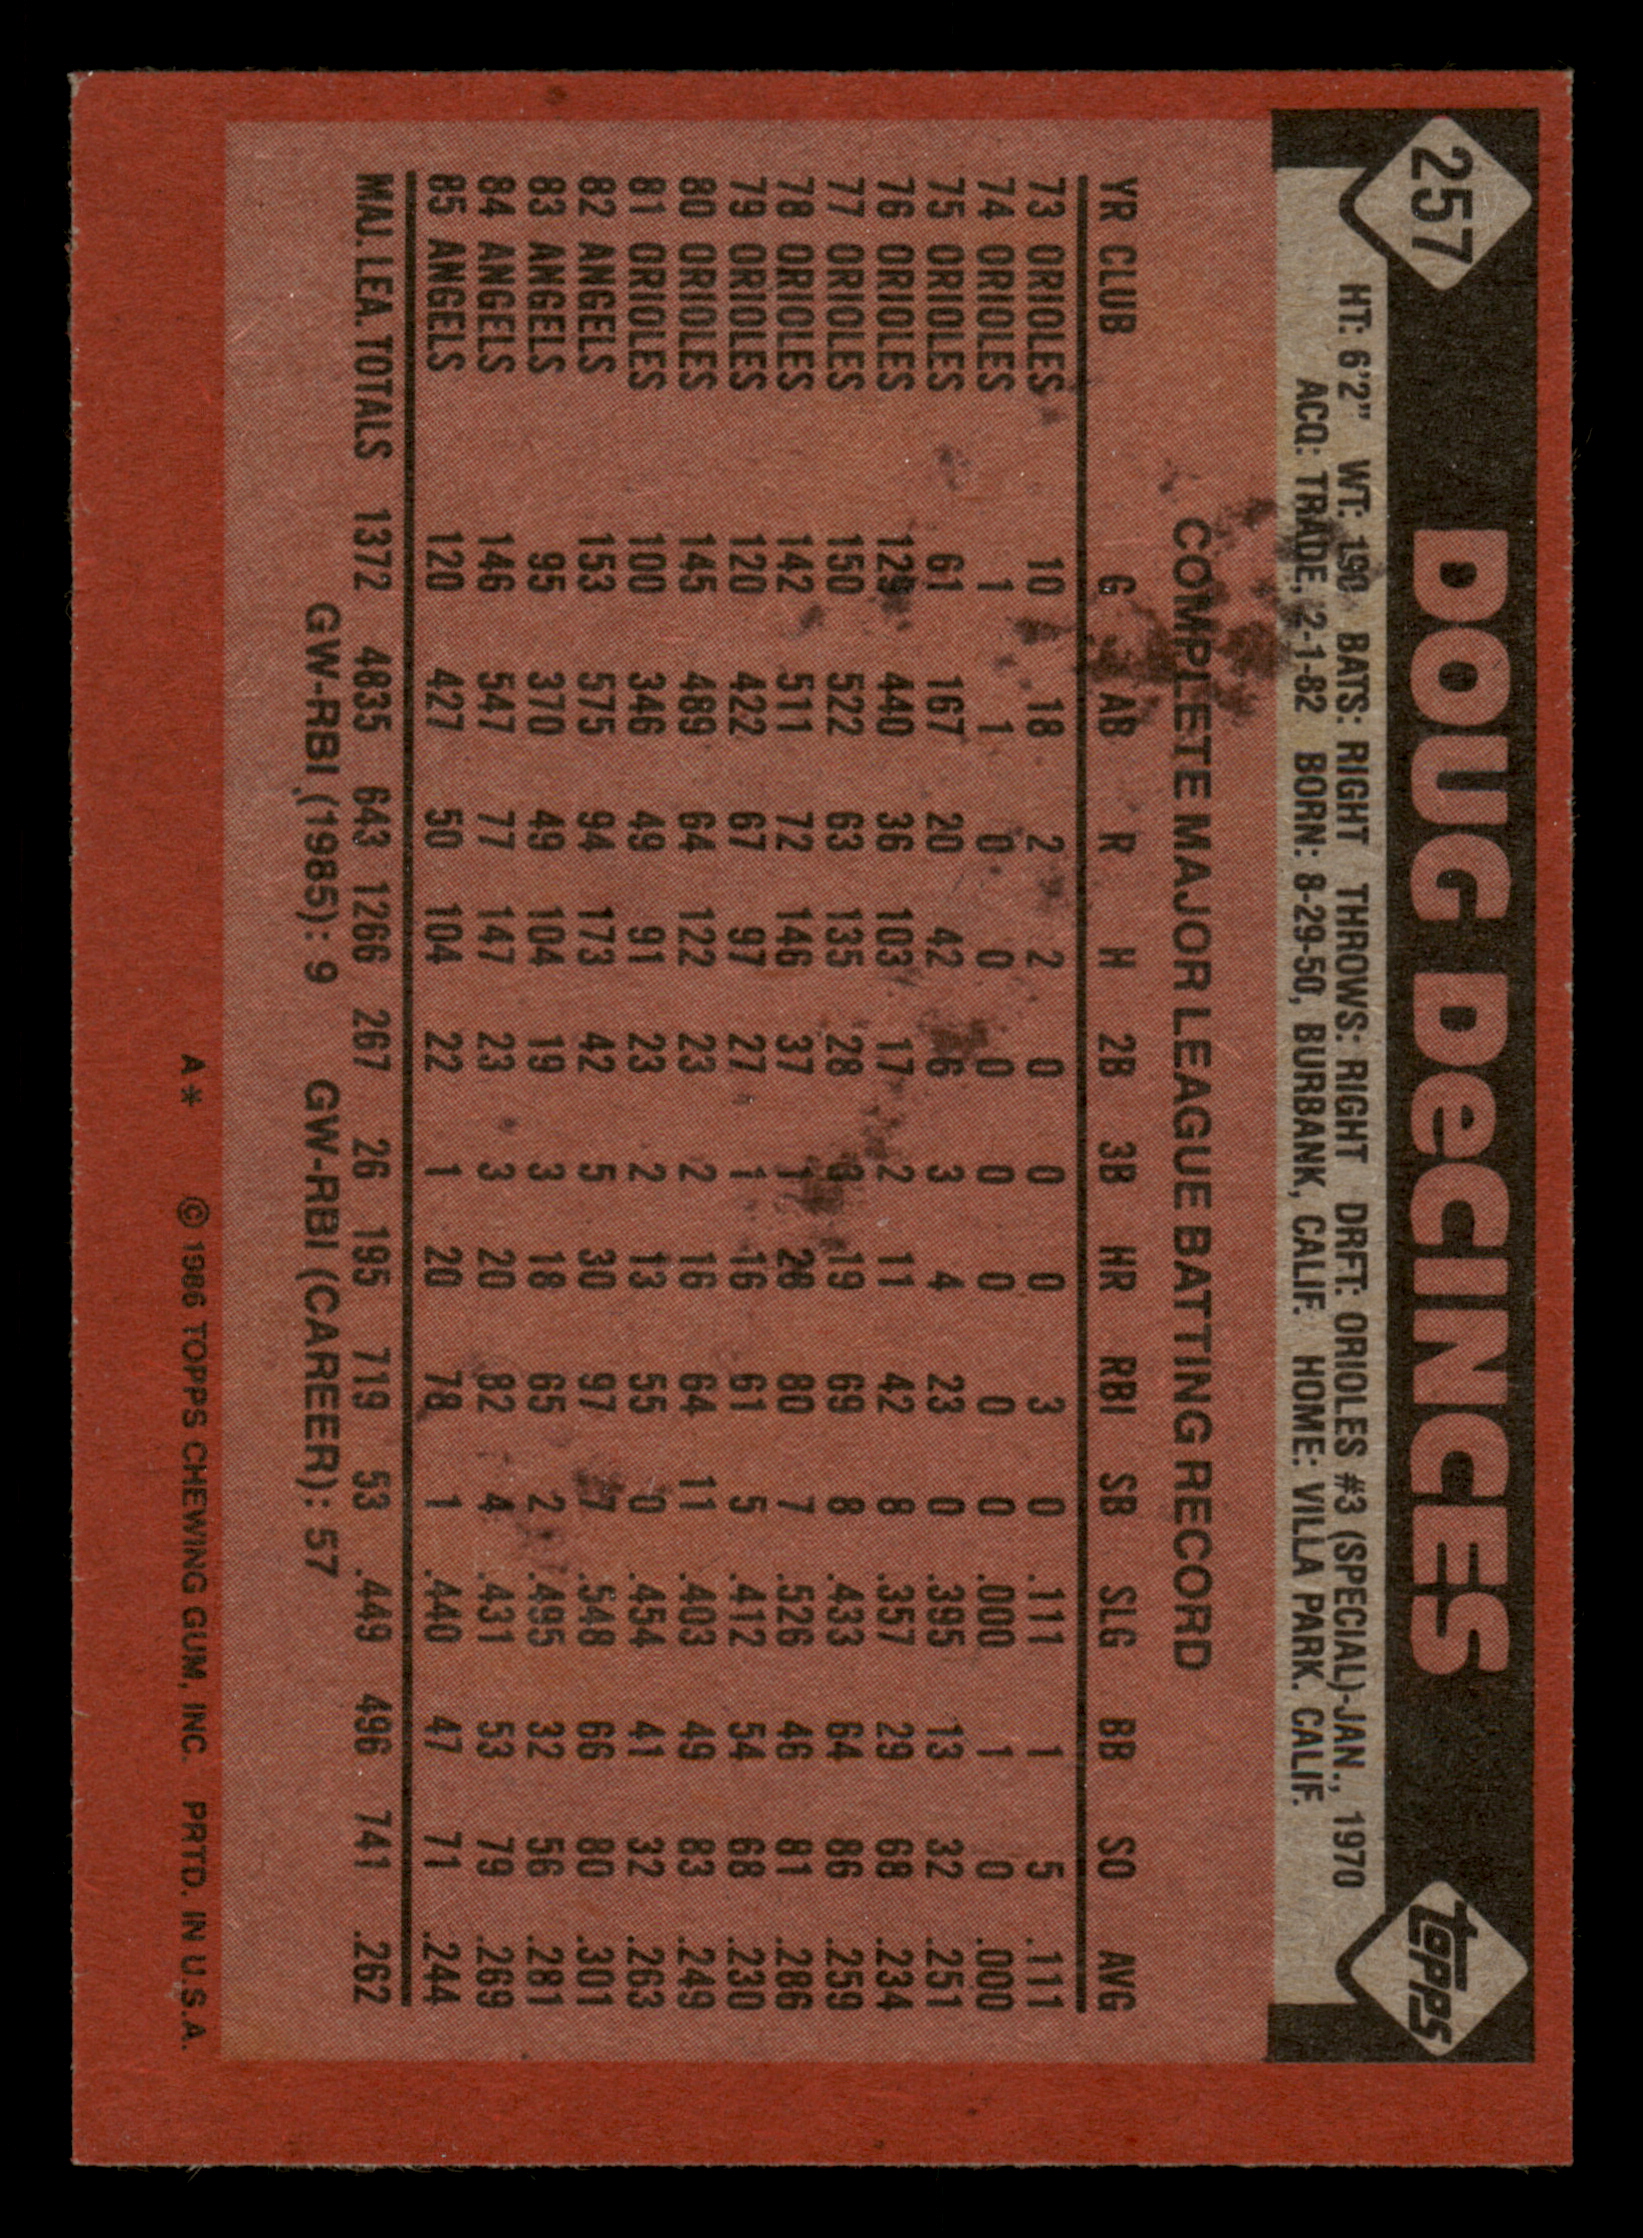 257
DOUG DeCINCES
topps
HT: 6'2" WT: 190 BATS: RIGHT THROWS: RIGHT DRFT: ORIOLES #3 (SPECIAL)-JAN., 1970
ACQ: TRADE, 2-1-82 BORN: 8-29-50, BURBANK, CALIF. HOME: VILLA PARK. CALIF.
COMPLETE MAJOR LEAGUE BATTING RECORD
YR CLUB G AB R H 2B 3B HR RBI SB SLG BB SO AVG
73 ORIOLES 10 18 2 2 0 0 0 3 0 .111 1 5 .111
74 ORIOLES 1 1 0 0 0 0 0 0 0 .000 1 0 .000
75 ORIOLES 61 167 20 42 6 3 4 23 0 .395 13 32 .251
76 ORIOLES 129 440 36 103 17 2 11 42 8 .357 29 68 .234
77 ORIOLES 150 522 63 135 28 3 19 69 8 .433 64 86 .259
78 ORIOLES 142 511 72 146 37 1 28 80 7 .526 46 81 .286
79 ORIOLES 120 422 67 97 27 1 16 61 5 .412 54 68 .230
80 ORIOLES 145 489 64 122 23 2 16 64 11 .403 49 83 .249
81 ORIOLES 100 346 49 91 23 2 13 55 0 .454 41 32 .263
82 ANGELS 153 575 94 173 42 5 30 97 7 .548 66 80 .301
83 ANGELS 95 370 49 104 19 3 18 65 2 .495 32 56 .281
84 ANGELS 146 547 77 147 23 3 20 82 4 .431 53 79 .269
85 ANGELS 120 427 50 104 22 1 20 78 1 .440 47 71 .244
MAJ. LEA. TOTALS 1372 4835 643 1266 267 26 195 719 53 .449 496 741 .262
GW-RBI (1985): 9 GW-RBI (CAREER): 57
A* © 1986 TOPPS CHEWING GUM, INC. PRTD. IN U.S.A.